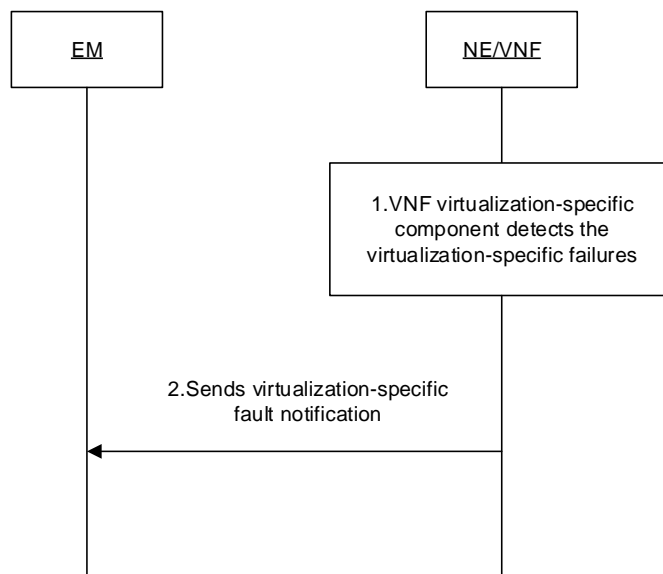 EM
NE/VNF
1.VNF virtualization-specific
component detects the
virtualization-specific failures
2.Sends virtualization-specific
fault notification